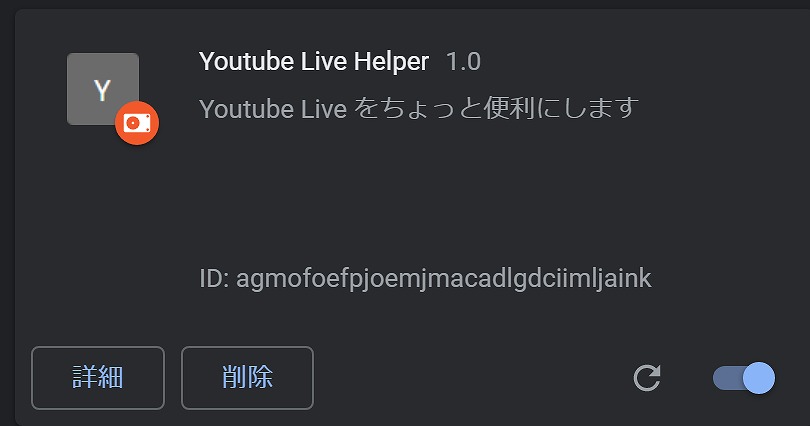 Y
Youtube Live Helper 1.0
Youtube Live をちょっと便利にします
ID: agmofoefpjoemjmacadlgdciimljaink
詳細 削除